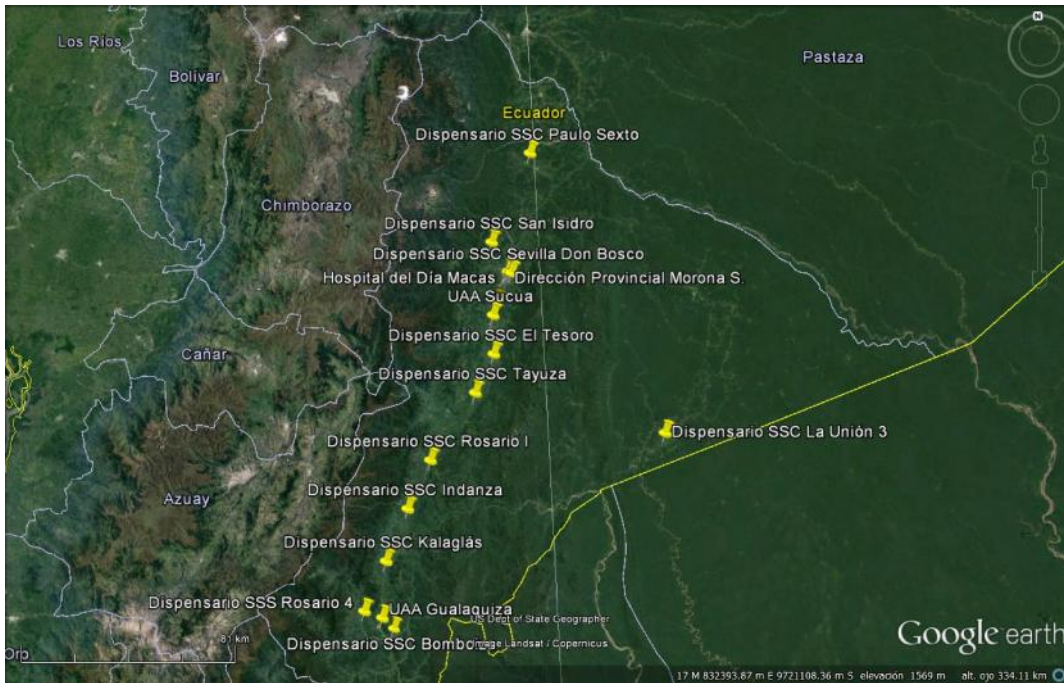 N
Los Ríos
Bolívar
Pastaza
Ecuador
Dispensario SSC Paulo Sexto
Chimborazo
Dispensario SSC San Isidro
Dispensario SSC Sevilla Don Bosco
Hospital del Día Macas
Dirección Provincial Morona S.
UAA Sucua
Dispensario SSC El Tesoro
Cañar
Dispensario SSC Tayuza
Dispensario SSC La Unión 3
Dispensario SSC Rosario I
Dispensario SSC Indanza
Azuay
Dispensario SSC Kalaglás
Dispensario SSS Rosario 4
UAA Gualaquiza
US Dept of State Geographer
Dispensario SSC
Image Landsat / Copernicus
81 km
Google earth
17 M 832393.87 m E 9721108.36 m S elevación 1569 m alt. ojo 334.11 km